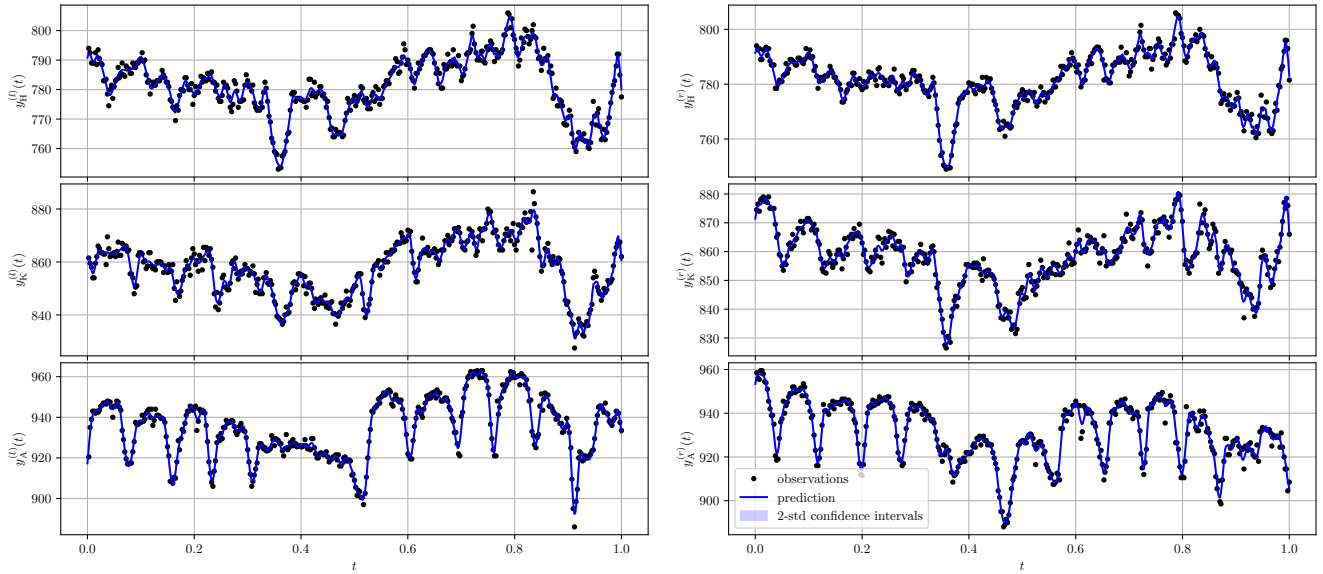 800
790
780
770
760
y_H^{(l)}(t)
880
860
840
y_K^{(l)}(t)
960
940
920
900
y_A^{(l)}(t)
0.0 0.2 0.4 0.6 0.8 1.0
t
800
780
760
y_H^{(r)}(t)
880
870
860
850
840
830
y_K^{(r)}(t)
960
940
920
900
y_A^{(r)}(t)
observations
prediction
2-std confidence intervals
0.0 0.2 0.4 0.6 0.8 1.0
t